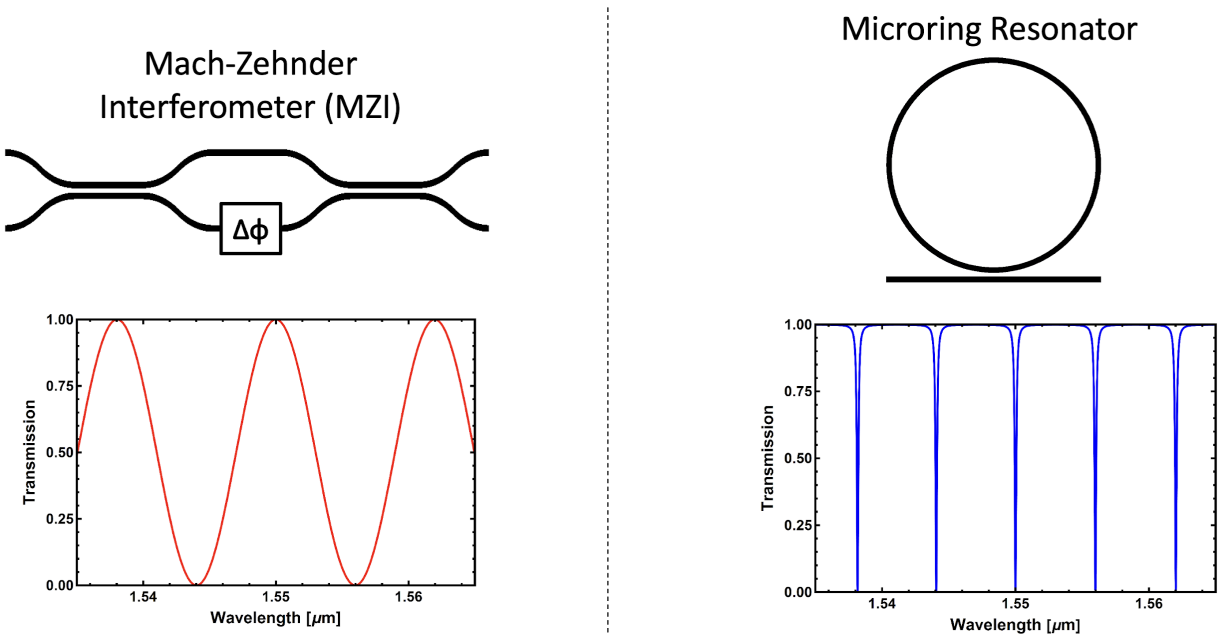 Mach-Zehnder
Interferometer (MZI)
Δϕ
1.00
0.75
0.50
0.25
0.00
Transmission
1.54
1.55
1.56
Wavelength [μm]
Microring Resonator
1.00
0.75
0.50
0.25
0.00
Transmission
1.54
1.55
1.56
Wavelength [μm]